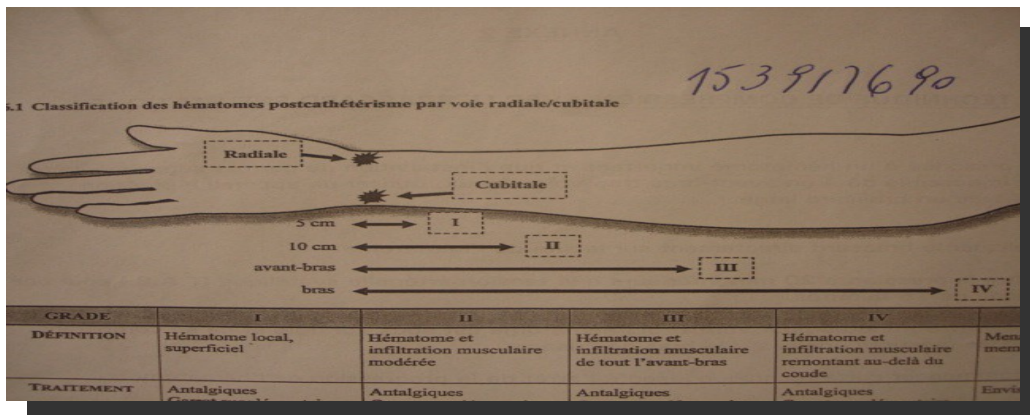 153917690
5.1 Classification des hématomes postcathétérisme par voie radiale/cubitale
Radiale
Cubitale
5 cm I
10 cm II
avant-bras III
bras IV
GRADE I II III IV
DÉFINITION Hématome local, superficiel Hématome et infiltration musculaire modérée Hématome et infiltration musculaire de tout l'avant-bras Hématome et infiltration musculaire remontant au-delà du coude
TRAITEMENT Antalgiques Antalgiques Antalgiques Antalgiques